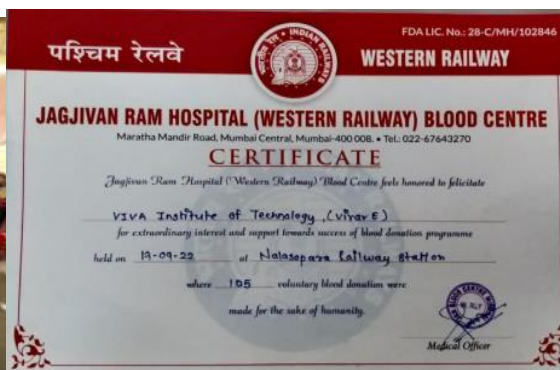 FDA LIC. No.: 28-C/MH/102846
पश्चिम रेलवे
WESTERN RAILWAY
JAGJIVAN RAM HOSPITAL (WESTERN RAILWAY) BLOOD CENTRE
Maratha Mandir Road, Mumbai Central, Mumbai-400 008. • Tel.: 022-67643270
CERTIFICATE
Jagjivan Ram Hospital (Western Railway) Blood Centre feels honored to felicitate
VIVA Institute of Technology, (Virar E)
for extraordinary interest and support towards success of blood donation programme
held on -09-22 at Nalasopara Railway Station
where 105 voluntary blood donation were
made for the sake of humanity.
Medical Officer